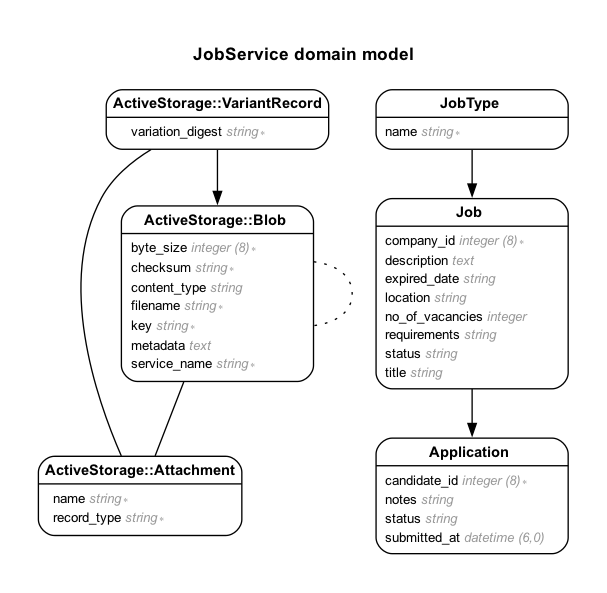 JobService domain model
ActiveStorage::VariantRecord
variation_digest string *
JobType
name string *
ActiveStorage::Blob
byte_size integer (8) *
checksum string *
content_type string
filename string *
key string *
metadata text
service_name string *
Job
company_id integer (8) *
description text
expired_date string
location string
no_of_vacancies integer
requirements string
status string
title string
ActiveStorage::Attachment
name string *
record_type string *
Application
candidate_id integer (8) *
notes string
status string
submitted_at datetime (6,0)